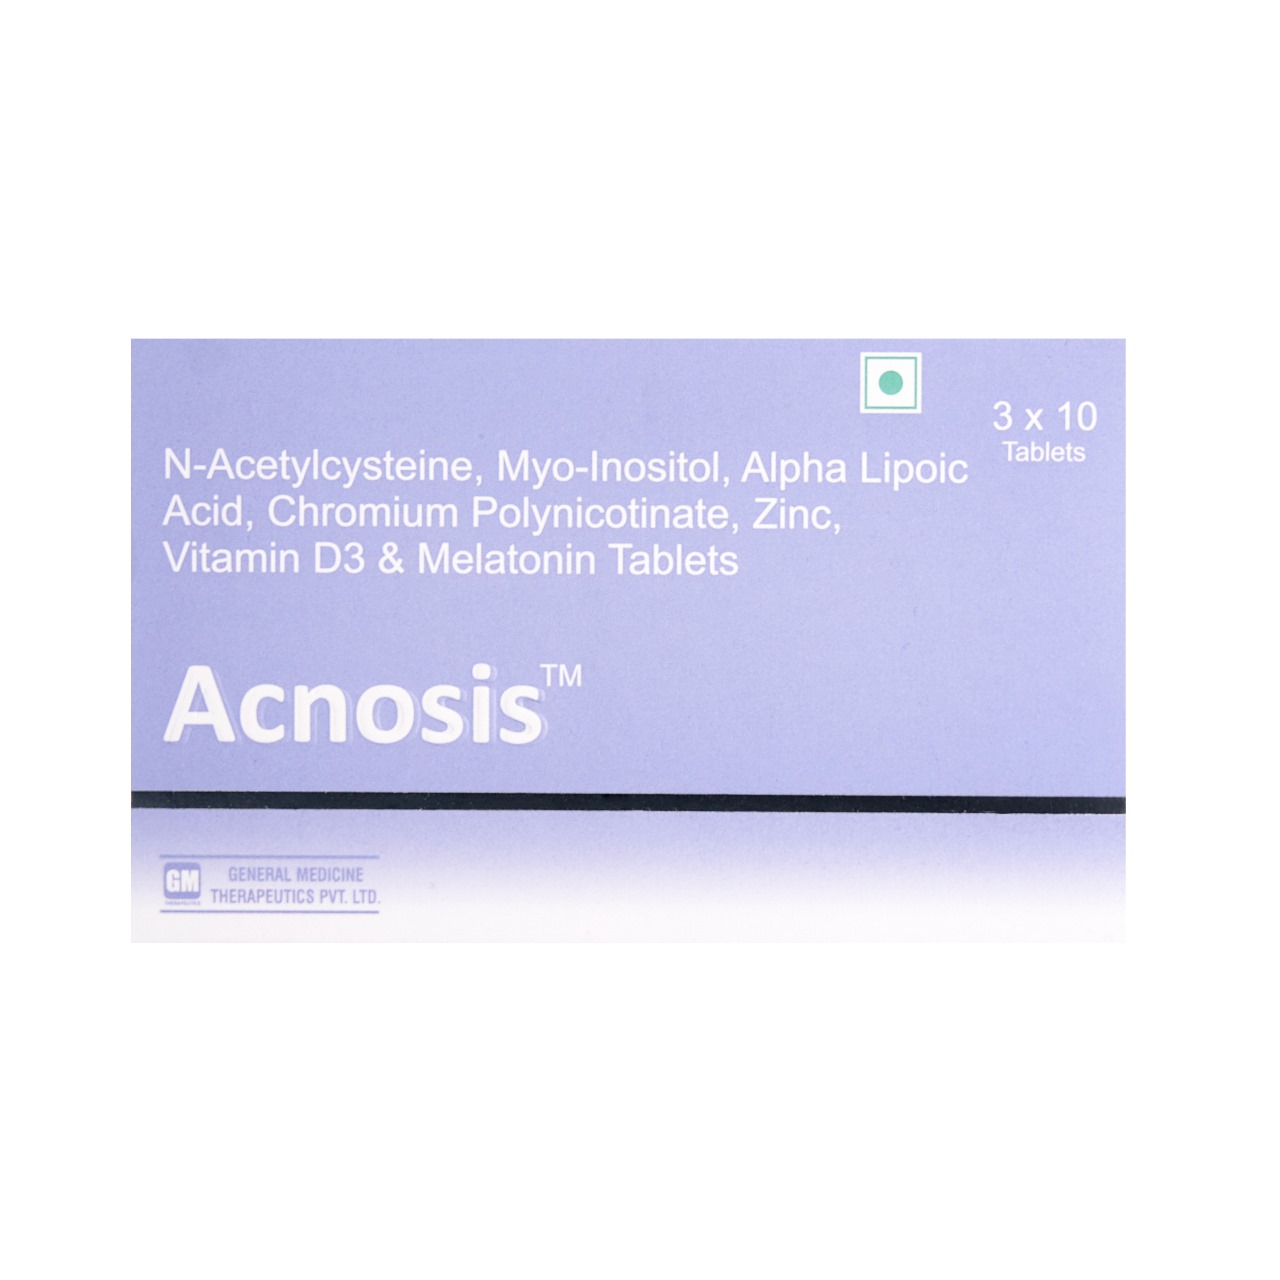 3 x 10
Tablets
N-Acetylcysteine, Myo-Inositol, Alpha Lipoic
Acid, Chromium Polynicotinate, Zinc,
Vitamin D3 & Melatonin Tablets
Acnosis™
GM
THERAPEUTICS
GENERAL MEDICINE
THERAPEUTICS PVT. LTD.